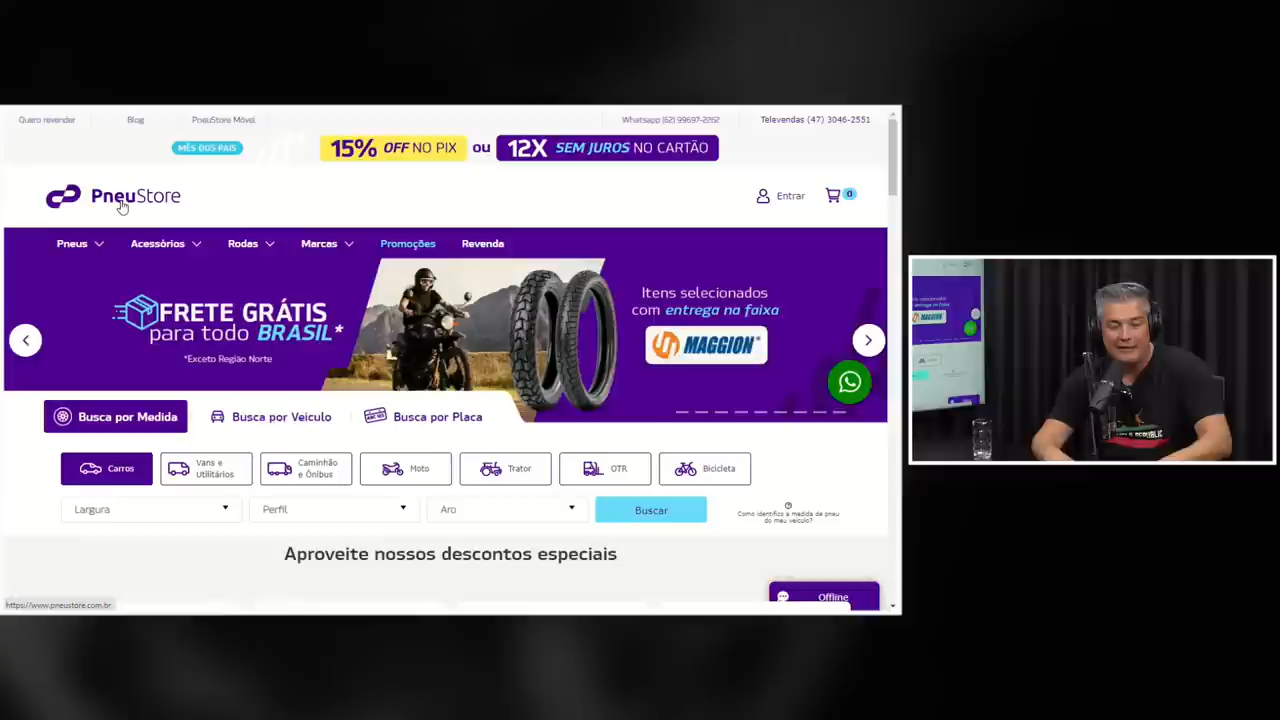 Quero revender
Blog
PneuStore Móvel
Whatsapp (62) 99697-2262
Televendas (47) 3046-2551
MÊS DOS PAIS
15% OFF NO PIX ou 12X SEM JUROS NO CARTÃO
PneuStore
Entrar
0
Pneus
Acessórios
Rodas
Marcas
Promoções
Revenda
FRETE GRÁTIS
para todo BRASIL*
*Exceto Região Norte
Itens selecionados
com entrega na faixa
MAGGION
Busca por Medida
Busca por Veiculo
Busca por Placa
Carros
Vans e
Utilitários
Caminhão
e Ônibus
Moto
Trator
OTR
Bicicleta
Largura
Perfil
Aro
Buscar
Como identifico a medida de pneu
do meu veículo?
Aproveite nossos descontos especiais
Offline
https://www.pneustore.com.br